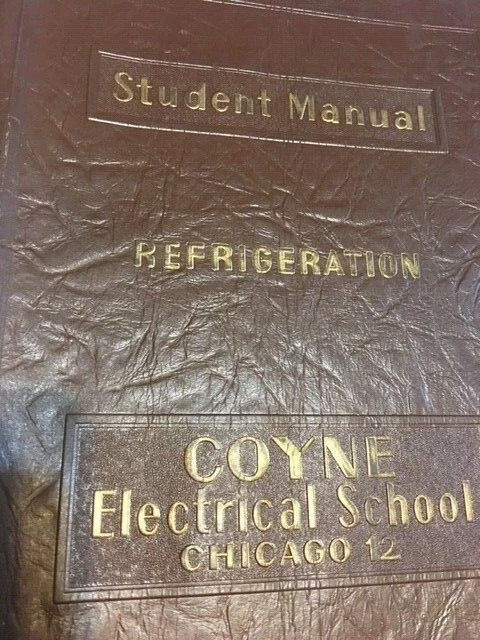 Student Manual
REFRIGERATION
COYNE
Electrical School
CHICAGO 12